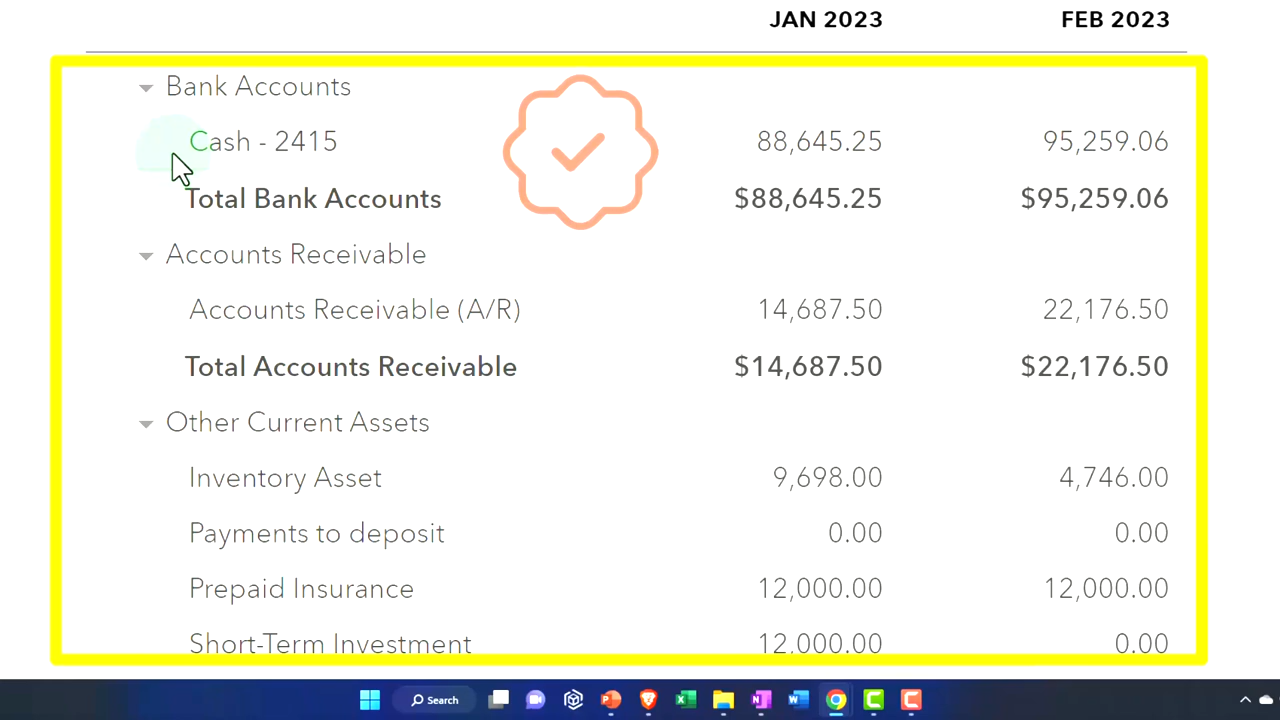 JAN 2023 FEB 2023
Bank Accounts
Cash - 2415 88,645.25 95,259.06
Total Bank Accounts $88,645.25 $95,259.06
Accounts Receivable
Accounts Receivable (A/R) 14,687.50 22,176.50
Total Accounts Receivable $14,687.50 $22,176.50
Other Current Assets
Inventory Asset 9,698.00 4,746.00
Payments to deposit 0.00 0.00
Prepaid Insurance 12,000.00 12,000.00
Short-Term Investment 12,000.00 0.00
Search